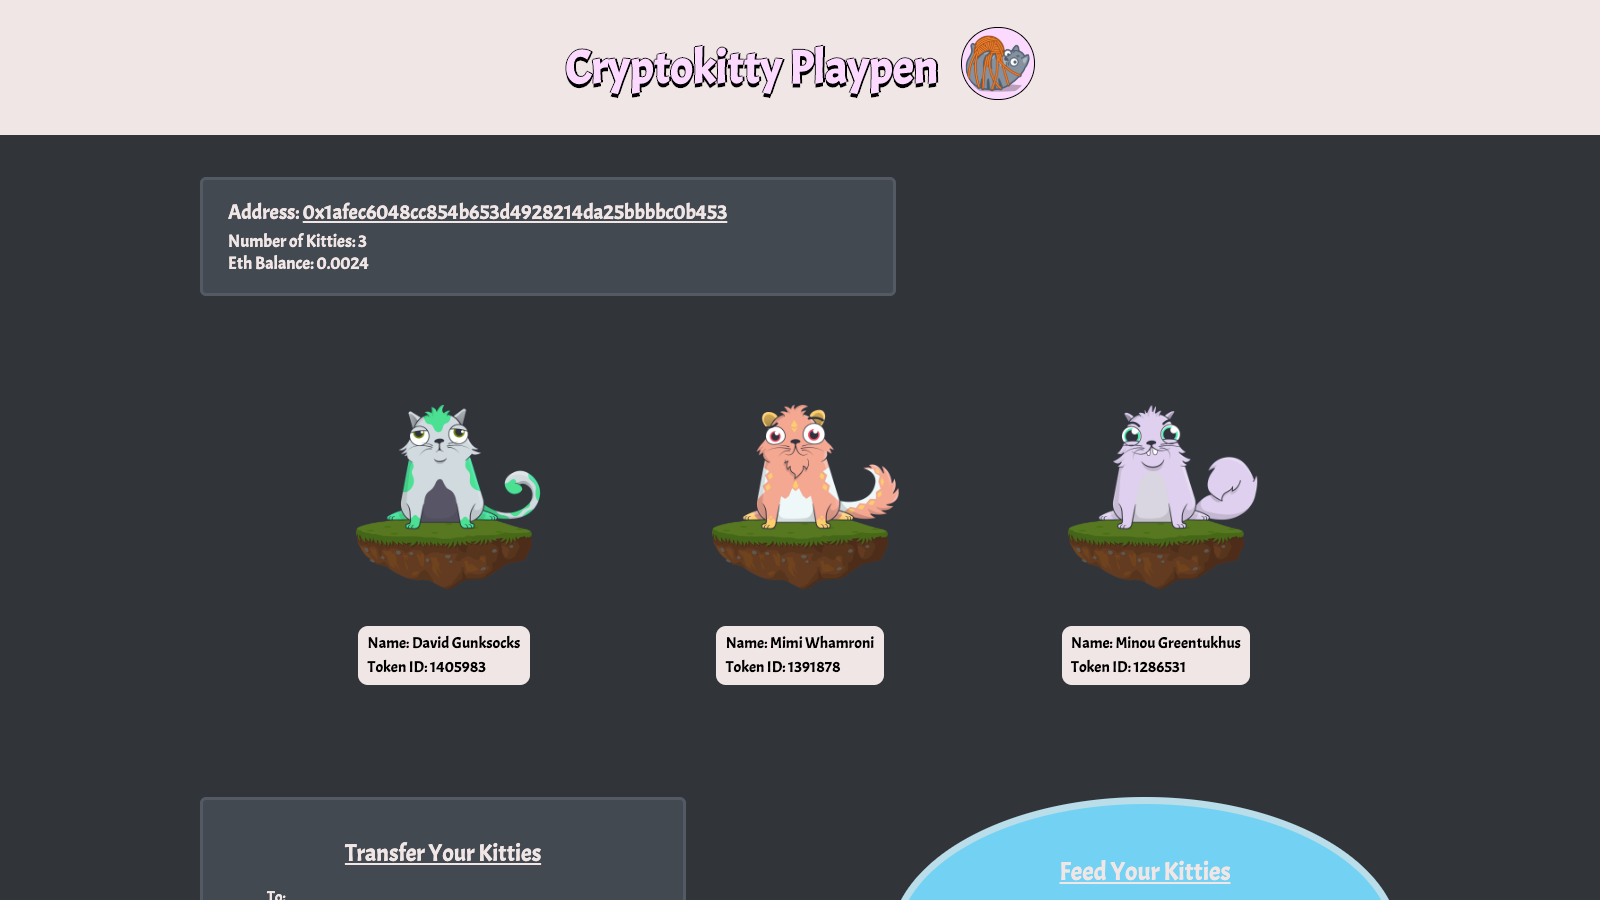 Cryptokitty Playpen
Address: 0x1afec6048cc854b653d4928214da25bbbbc0b453
Number of Kitties: 3
Eth Balance: 0.0024
Name: David Gunksocks
Token ID: 1405983
Name: Mimi Whamroni
Token ID: 1391878
Name: Minou Greentukhus
Token ID: 1286531
Transfer Your Kitties
To:
Feed Your Kitties